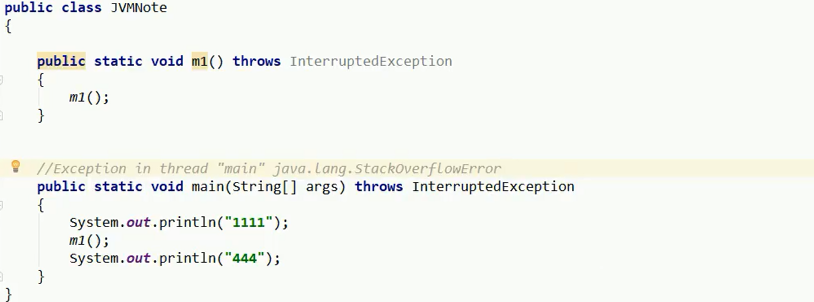 public class JVMNote
{
public static void m1() throws InterruptedException
{
m1();
}
//Exception in thread "main" java.lang.StackOverflowError
public static void main(String[] args) throws InterruptedException
{
System.out.println("1111");
m1();
System.out.println("444");
}
}